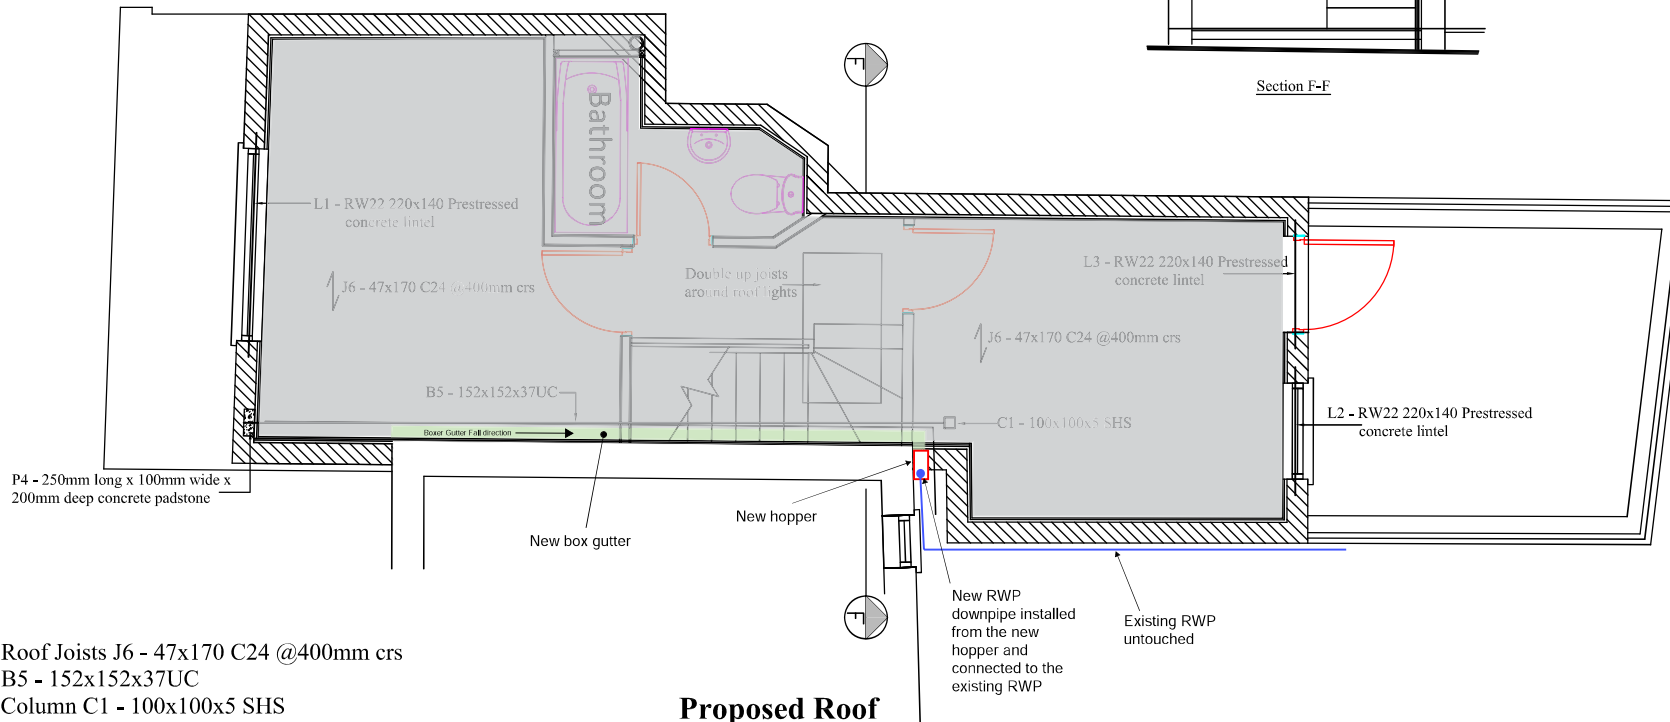 Section F-F
F
Bathroom
L1 - RW22 220x140 Prestressed
concrete lintel
J6 - 47x170 C24 @400mm crs
Double up joists
around roof lights
L3 - RW22 220x140 Prestressed
concrete lintel
J6 - 47x170 C24 @400mm crs
B5 - 152x152x37UC
C1 - 100x100x5 SHS
L2 - RW22 220x140 Prestressed
concrete lintel
Boxer Gutter Fall direction
P4 - 250mm long x 100mm wide x
200mm deep concrete padstone
New hopper
New box gutter
New RWP
downpipe installed
from the new
hopper and
connected to the
existing RWP
Existing RWP
untouched
F
Roof Joists J6 - 47x170 C24 @400mm crs
B5 - 152x152x37UC
Column C1 - 100x100x5 SHS
Proposed Roof